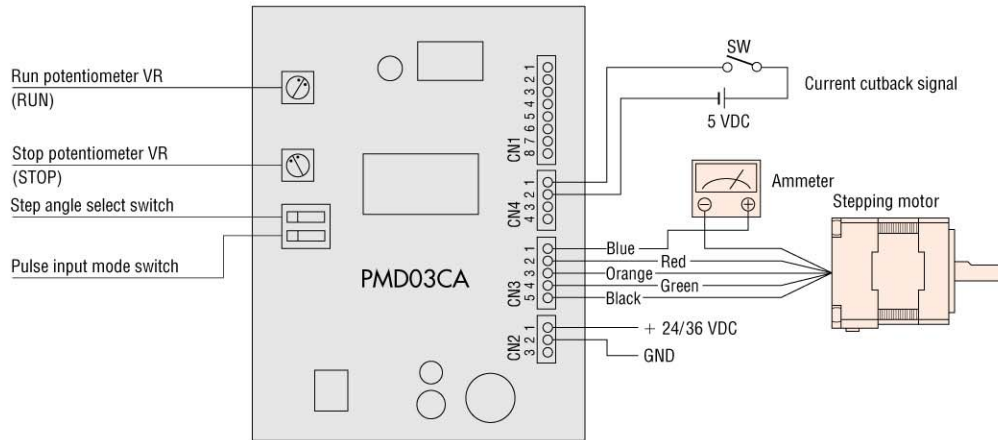 Run potentiometer VR
(RUN)
Stop potentiometer VR
(STOP)
Step angle select switch
Pulse input mode switch
PMD03CA
CN1
1
2
3
4
5
6
7
8
CN4
1
2
3
4
CN3
1
2
3
4
5
CN2
1
2
3
SW
Current cutback signal
5 VDC
Ammeter
Stepping motor
Blue
Red
Orange
Green
Black
+ 24/36 VDC
GND